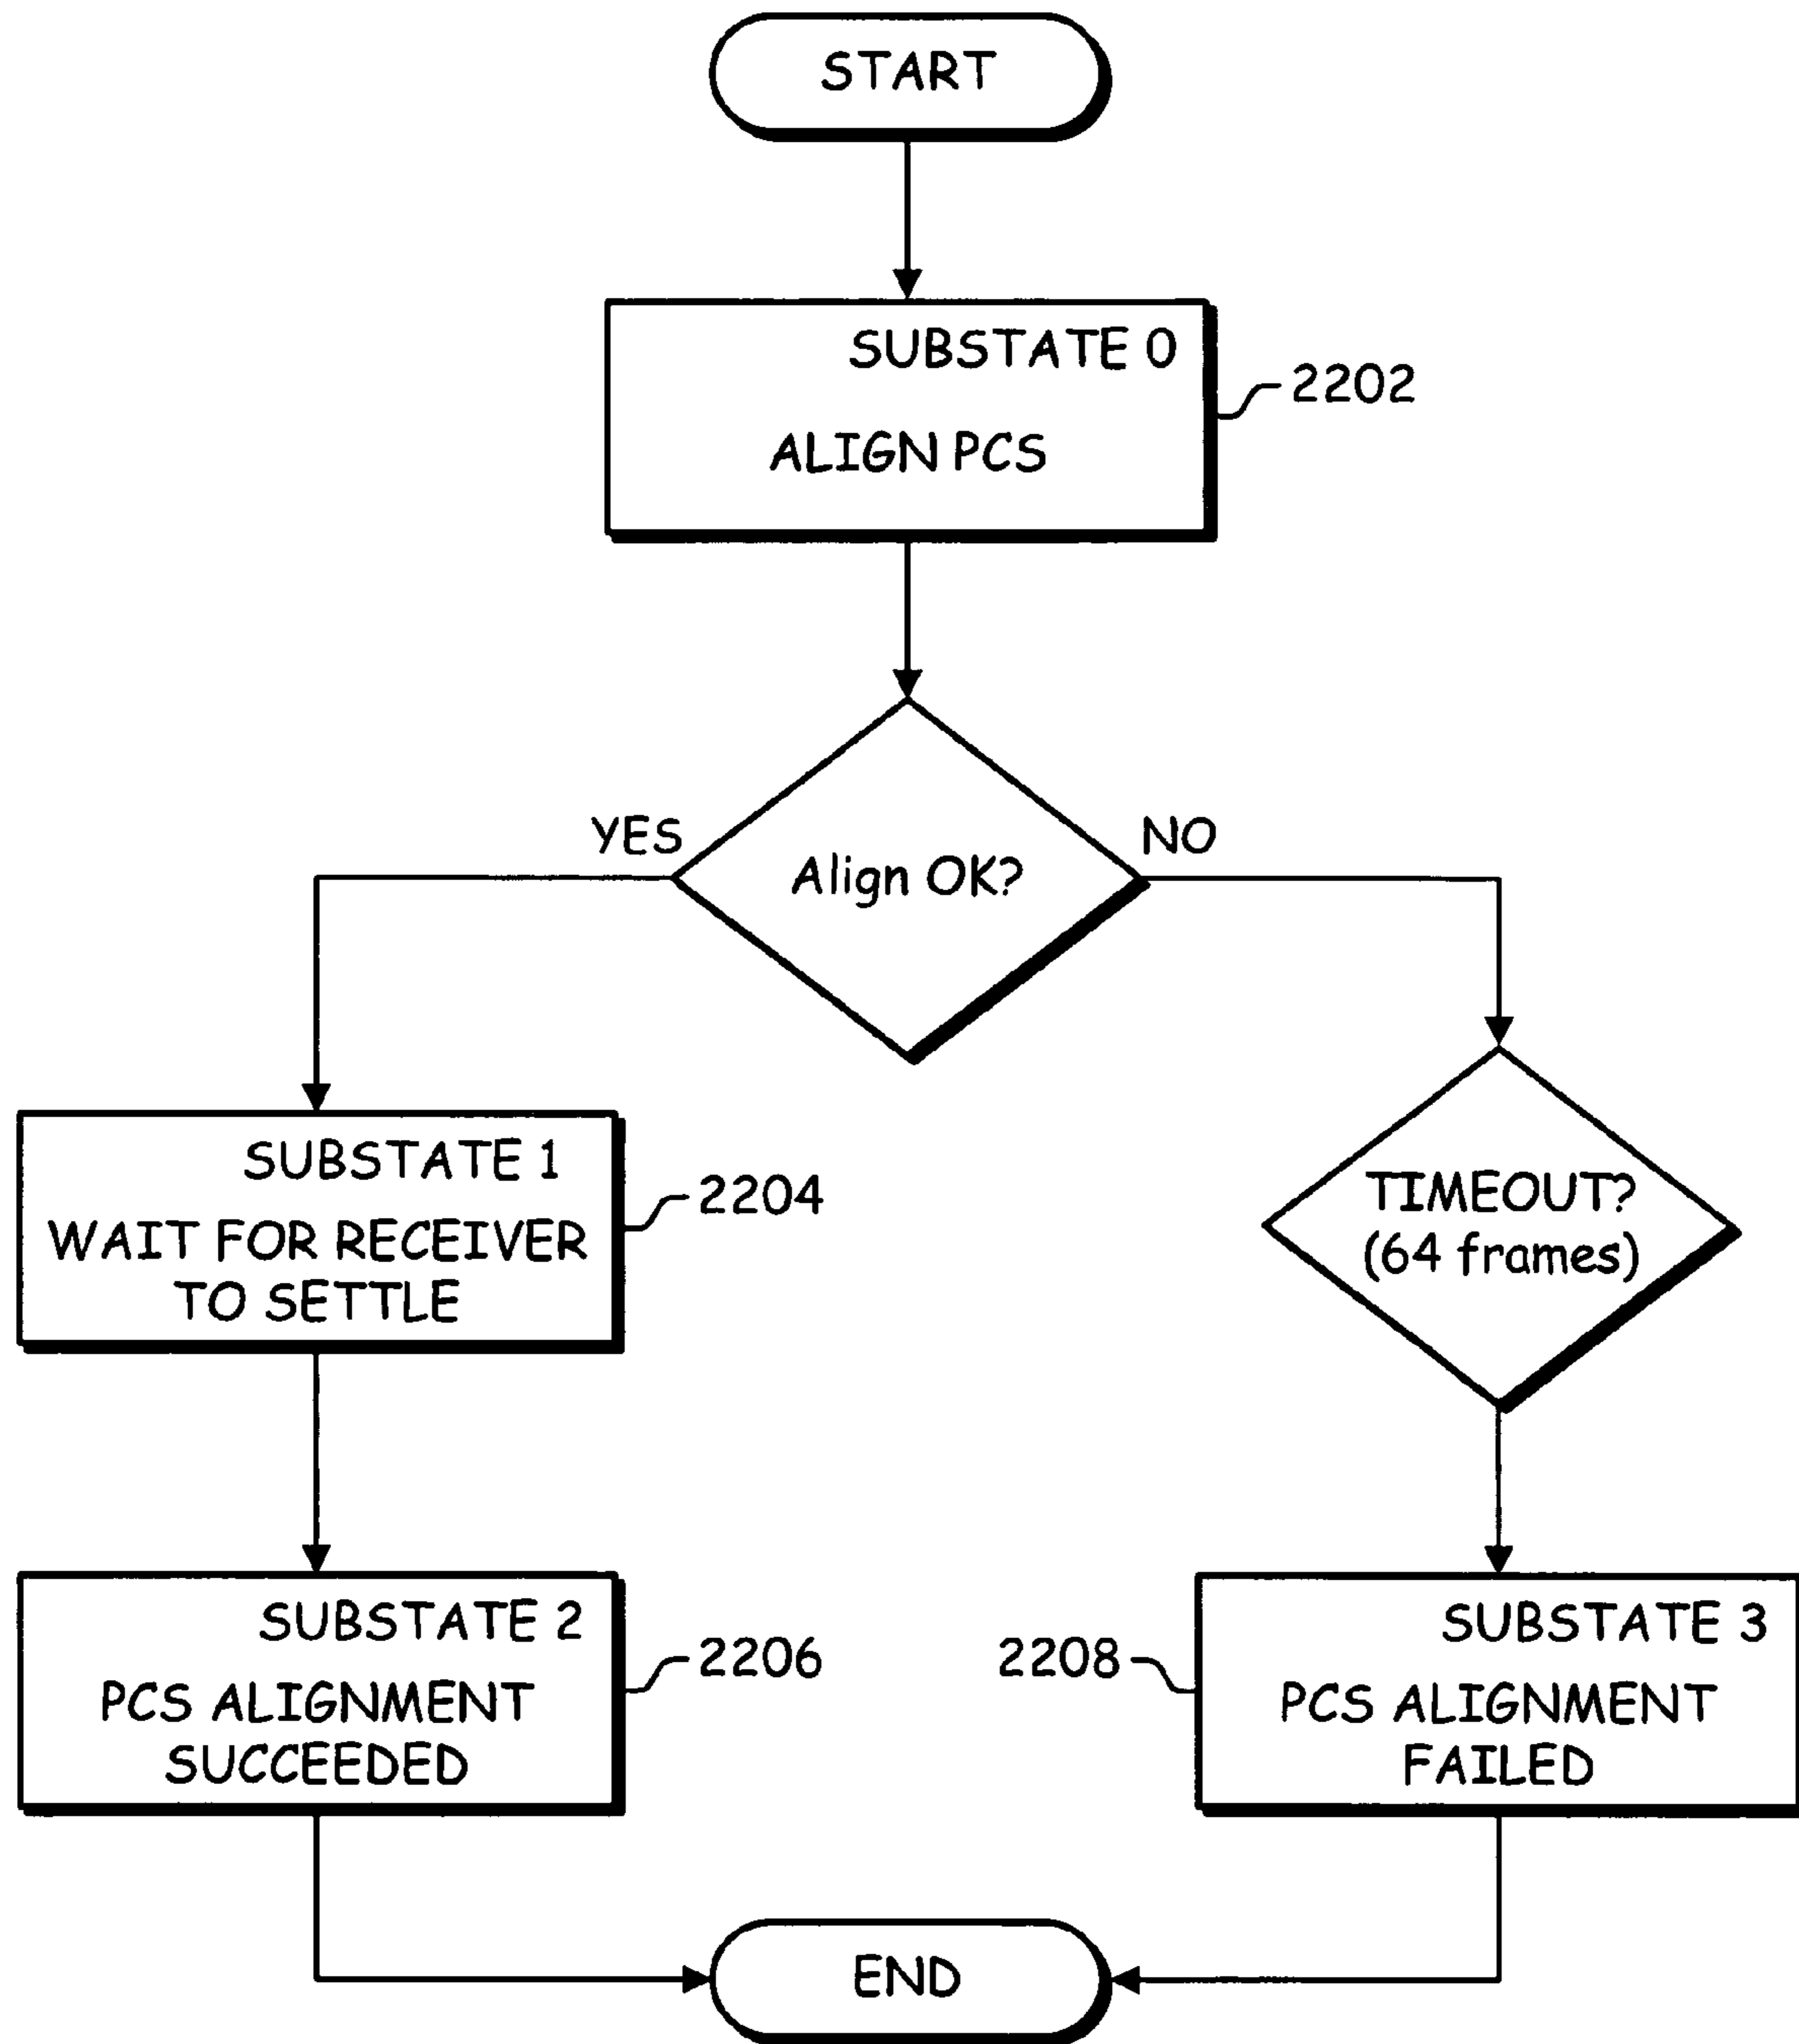 START
SUBSTATE 0
2202
ALIGN PCS
YES
NO
Align OK?
SUBSTATE 1
2204
WAIT FOR RECEIVER
TO SETTLE
TIMEOUT?
(64 frames)
SUBSTATE 2
2206
PCS ALIGNMENT
SUCCEEDED
SUBSTATE 3
2208
PCS ALIGNMENT
FAILED
END